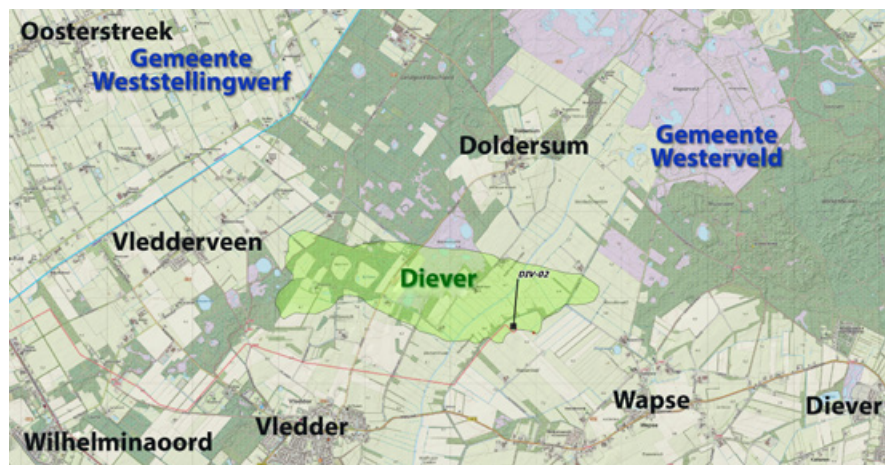 Oosterstreek
Gemeente
Weststellingwerf
Doldersum
Gemeente
Westerveld
Vledderveen
Diever
DIV-02
Wapse
Diever
Vledder
Wilhelminaoord